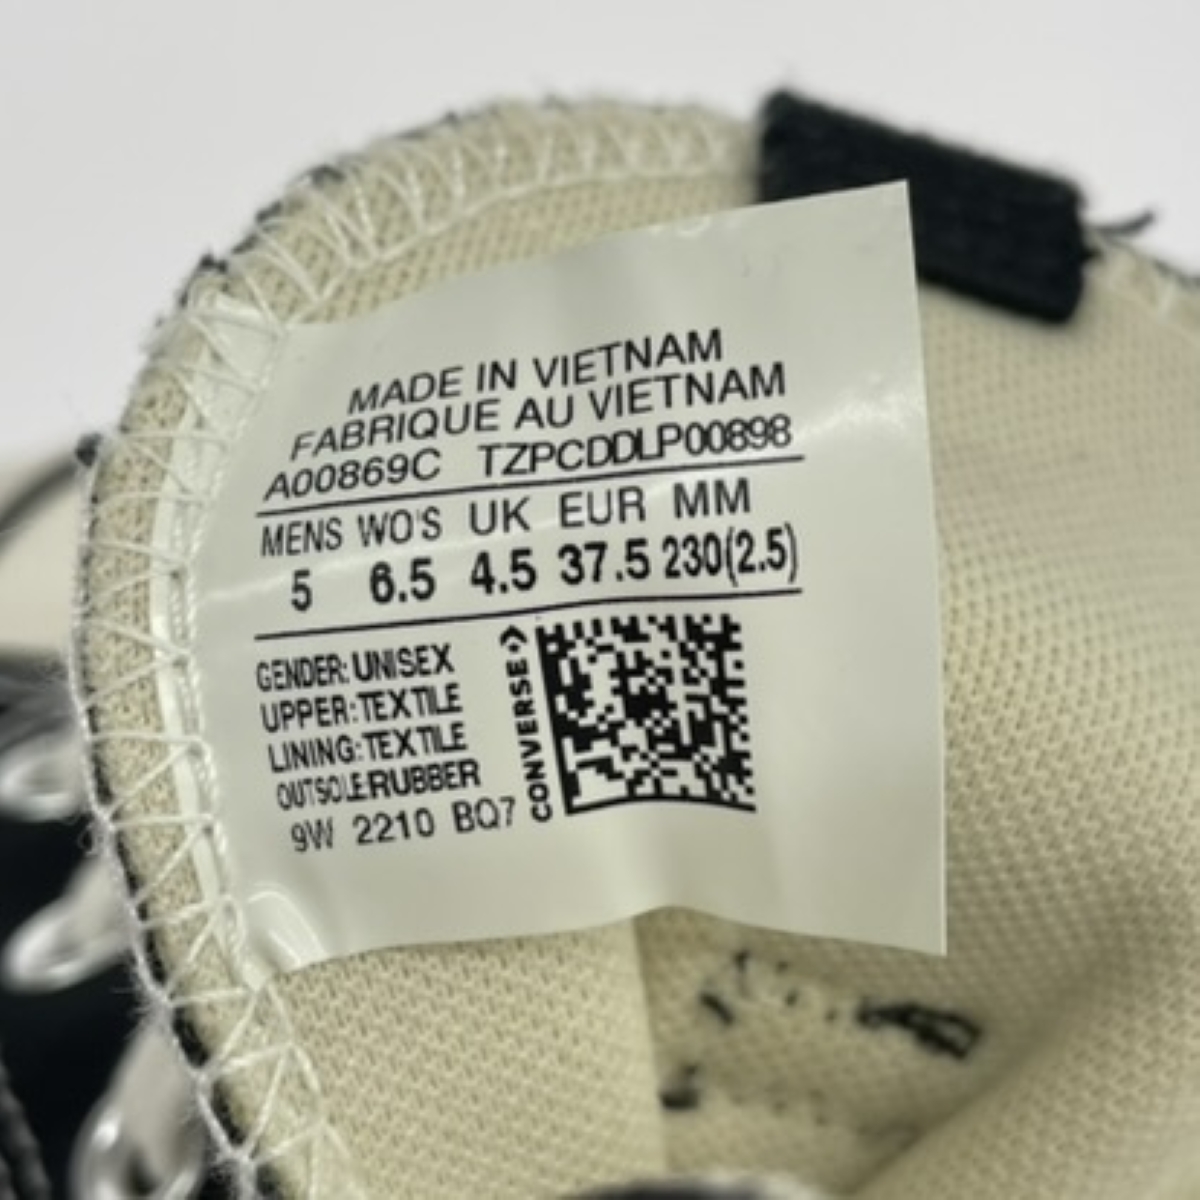 MADE IN VIETNAM
FABRIQUE AU VIETNAM
A00869C TZPCDDLP00898
MENS WO'S UK EUR MM
5 6.5 4.5 37.5 230(2.5)
GENDER: UNISEX
UPPER:TEXTILE
LINING:TEXTILE
OUTSOLE:RUBBER
9W 2210 BQ7
CONVERSE